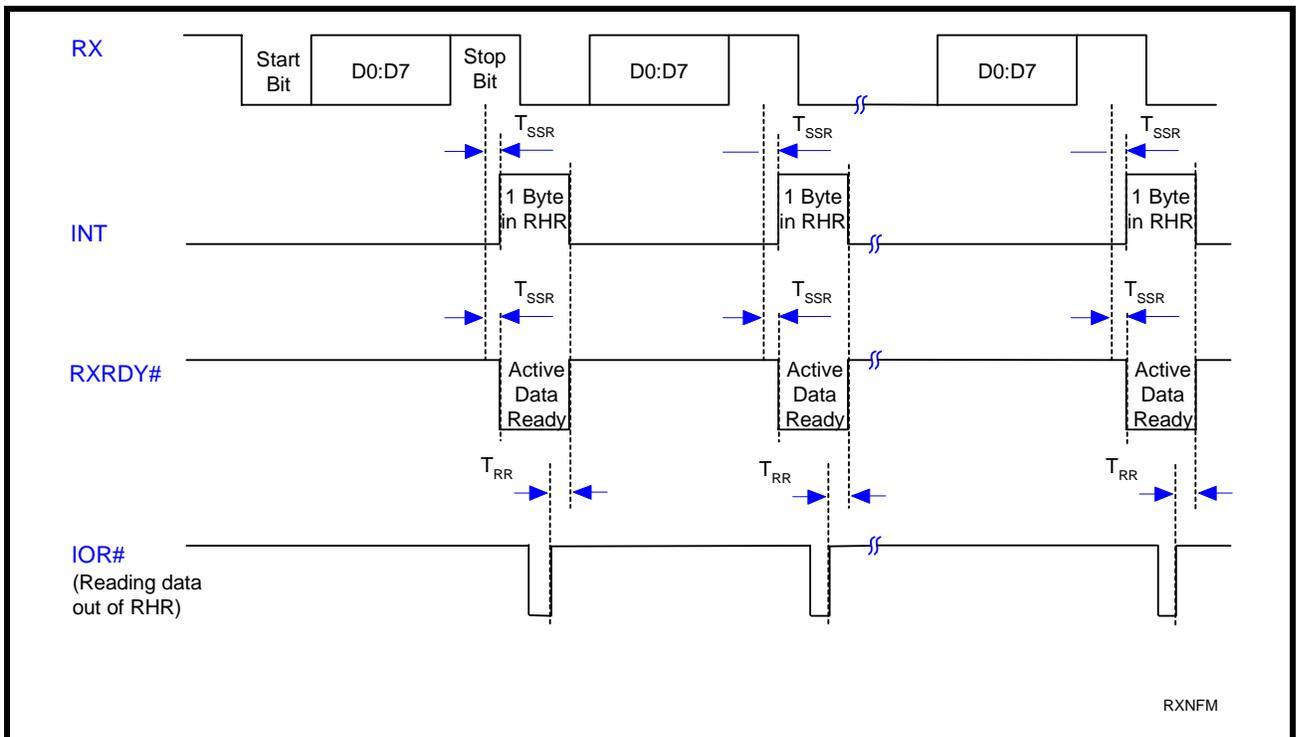 RX
Start
Bit
D0:D7
Stop
Bit
D0:D7
D0:D7
TSSR
TSSR
TSSR
INT
1 Byte
in RHR
1 Byte
in RHR
1 Byte
in RHR
TSSR
TSSR
TSSR
RXRDY#
Active
Data
Ready
Active
Data
Ready
Active
Data
Ready
TRR
TRR
TRR
IOR#
(Reading data
out of RHR)
RXNFM